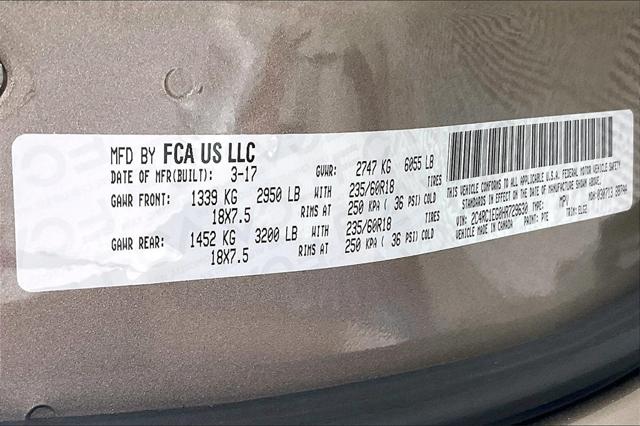 MFD BY FCA US LLC
DATE OF MFR(BUILT): 3-17 GVWR: 2747 KG 6055 LB
GAWR FRONT: 1339 KG 2950 LB WITH 235/60R18 TIRES
18X7.5 RIMS AT 250 KPA ( 36 PSI) COLD
GAWR REAR: 1452 KG 3200 LB WITH 235/60R18 TIRES
18X7.5 RIMS AT 250 KPA ( 36 PSI) COLD
THIS VEHICLE CONFORMS TO ALL APPLICABLE U.S.A. FEDERAL MOTOR VEHICLE SAFETY
STANDARDS IN EFFECT ON THE DATE OF MANUFACTURE SHOWN ABOVE.
VIN: TYPE: MPV MDH:
VEHICLE MADE IN CANADA PAINT: PTE TRIM: